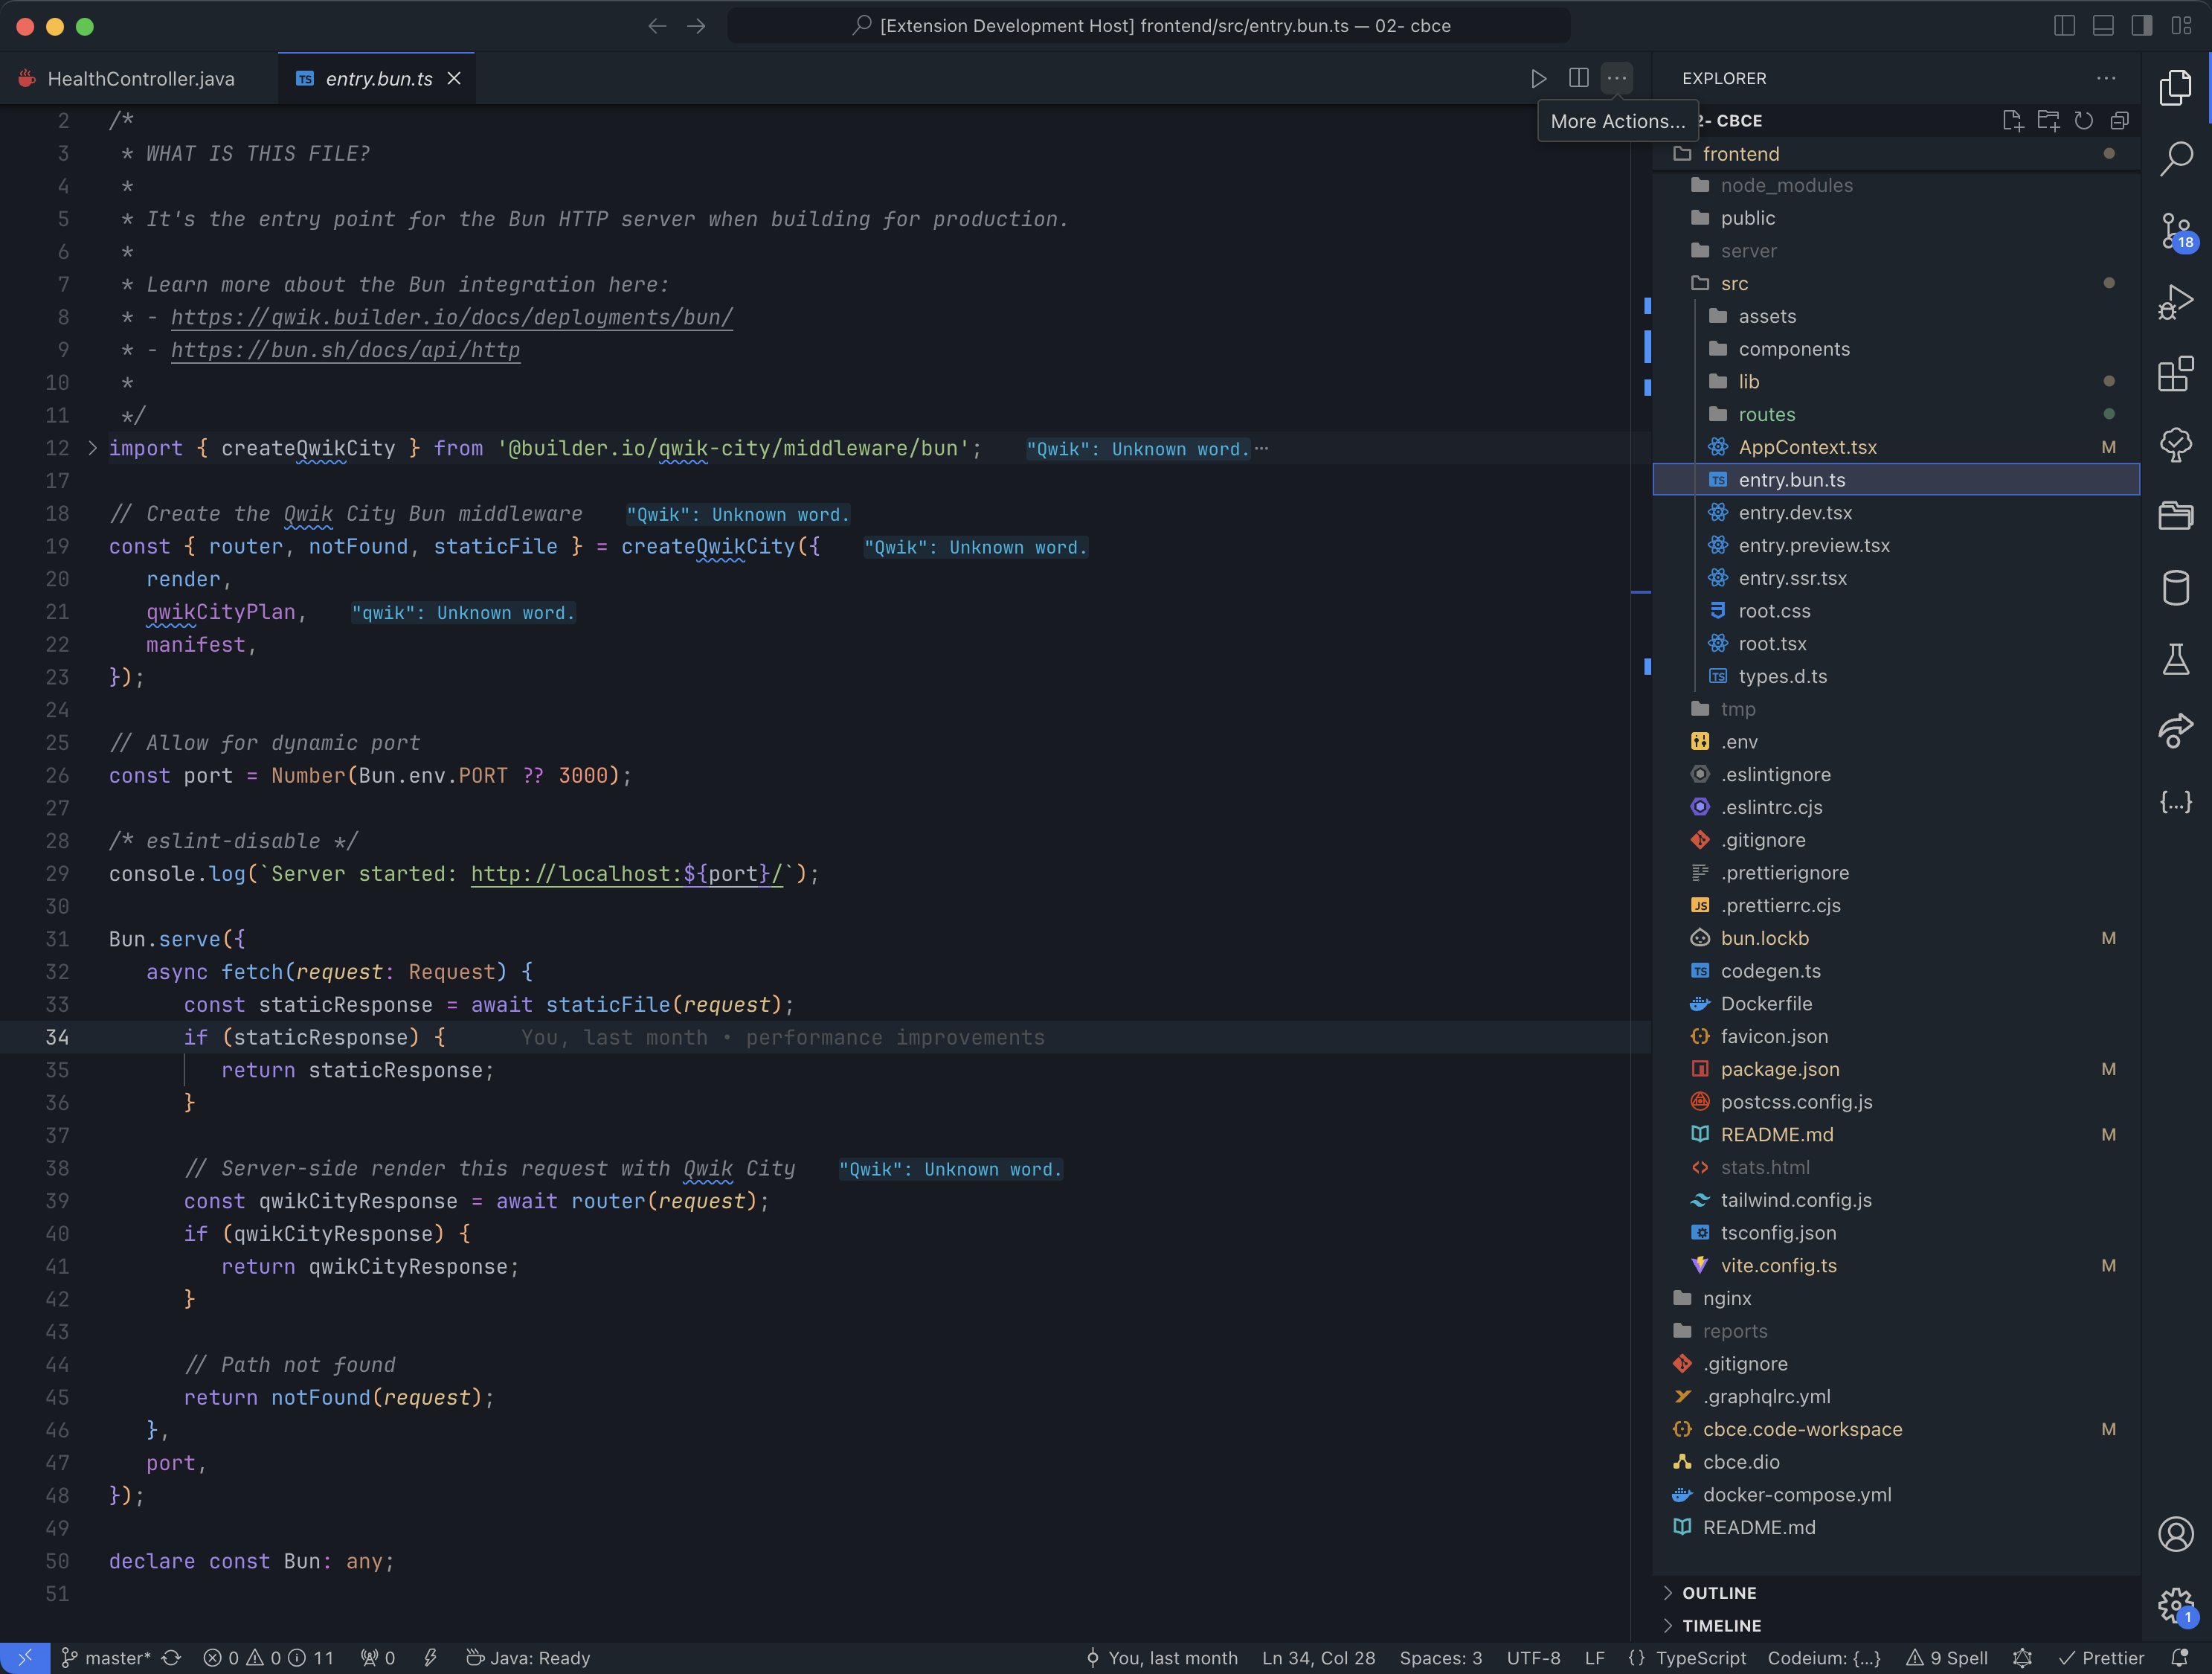 [Extension Development Host] frontend/src/entry.bun.ts — 02- cbce
HealthController.java
entry.bun.ts
More Actions...
2 /*
3  * WHAT IS THIS FILE?
4  *
5  * It's the entry point for the Bun HTTP server when building for production.
6  *
7  * Learn more about the Bun integration here:
8  * - https://qwik.builder.io/docs/deployments/bun/
9  * - https://bun.sh/docs/api/http
10  *
11  */
12 import { createQwikCity } from '@builder.io/qwik-city/middleware/bun'; "Qwik": Unknown word. ···
17
18 // Create the Qwik City Bun middleware "Qwik": Unknown word.
19 const { router, notFound, staticFile } = createQwikCity({ "Qwik": Unknown word.
20    render,
21    qwikCityPlan, "qwik": Unknown word.
22    manifest,
23 });
24
25 // Allow for dynamic port
26 const port = Number(Bun.env.PORT ?? 3000);
27
28 /* eslint-disable */
29 console.log(`Server started: http://localhost:${port}/`);
30
31 Bun.serve({
32    async fetch(request: Request) {
33       const staticResponse = await staticFile(request);
34       if (staticResponse) { You, last month • performance improvements
35          return staticResponse;
36       }
37
38       // Server-side render this request with Qwik City "Qwik": Unknown word.
39       const qwikCityResponse = await router(request);
40       if (qwikCityResponse) {
41          return qwikCityResponse;
42       }
43
44       // Path not found
45       return notFound(request);
46    },
47    port,
48 });
49
50 declare const Bun: any;
51
EXPLORER
2- CBCE
frontend
node_modules
public
server
src
assets
components
lib
routes
AppContext.tsx M
entry.bun.ts
entry.dev.tsx
entry.preview.tsx
entry.ssr.tsx
root.css
root.tsx
types.d.ts
tmp
.env
.eslintignore
.eslintrc.cjs
.gitignore
.prettierignore
.prettierrc.cjs
bun.lockb M
codegen.ts
Dockerfile
favicon.json
package.json M
postcss.config.js
README.md M
stats.html
tailwind.config.js
tsconfig.json
vite.config.ts M
nginx
reports
.gitignore
.graphqlrc.yml
cbce.code-workspace M
cbce.dio
docker-compose.yml
README.md
OUTLINE
TIMELINE
18
{...}
1
master* 0 0 11 0 Java: Ready You, last month Ln 34, Col 28 Spaces: 3 UTF-8 LF {} TypeScript Codeium: {...} 9 Spell Prettier